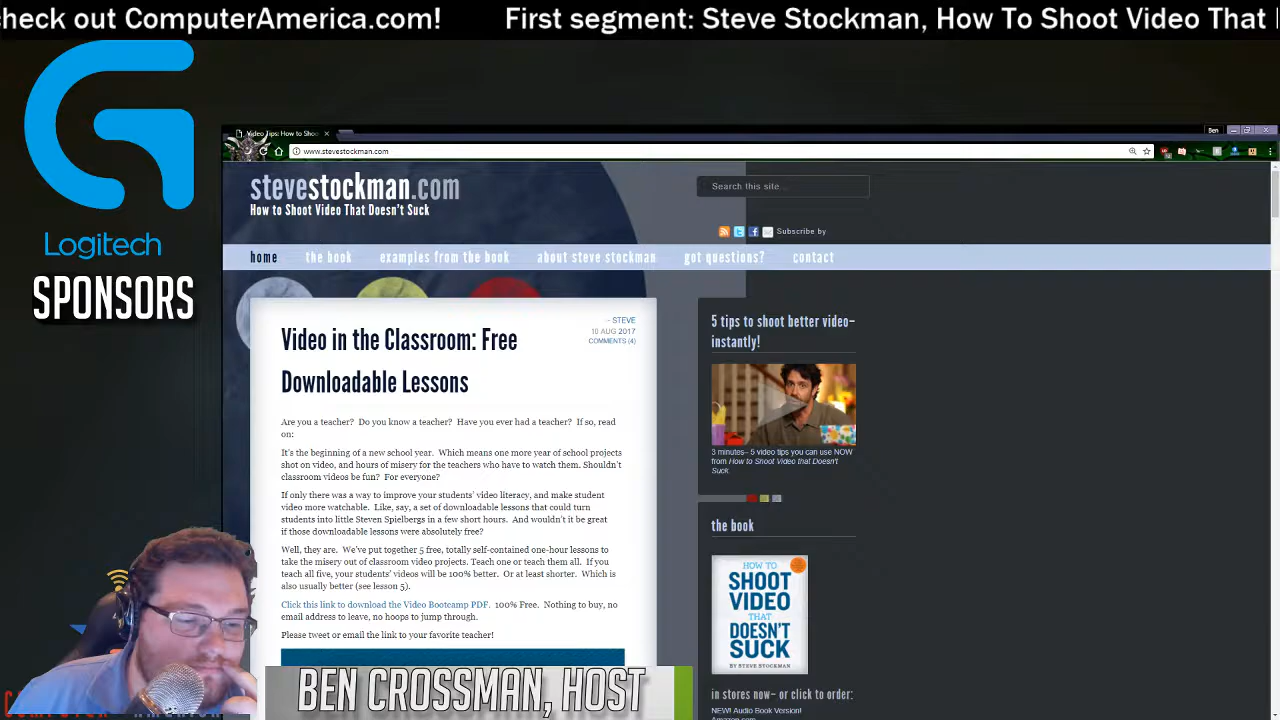 check out ComputerAmerica.com! First segment: Steve Stockman, How To Shoot Video That
Logitech
SPONSORS
Video Tips: How to Shoo
Ben
www.stevestockman.com
stevestockman.com
How to Shoot Video That Doesn't Suck
Search this site...
Subscribe by
home the book examples from the book about steve stockman got questions? contact
Video in the Classroom: Free
Downloadable Lessons
- STEVE
10 AUG 2017
COMMENTS (4)
Are you a teacher? Do you know a teacher? Have you ever had a teacher? If so, read
on:
It's the beginning of a new school year. Which means one more year of school projects
shot on video, and hours of misery for the teachers who have to watch them. Shouldn't
classroom videos be fun? For everyone?
If only there was a way to improve your students' video literacy, and make student
video more watchable. Like, say, a set of downloadable lessons that could turn
students into little Steven Spielbergs in a few short hours. And wouldn't it be great
if those downloadable lessons were absolutely free?
Well, they are. We've put together 5 free, totally self-contained one-hour lessons to
take the misery out of classroom video projects. Teach one or teach them all. If you
teach all five, your students' videos will be 100% better. Or at least shorter. Which is
also usually better (see lesson 5).
Click this link to download the Video Bootcamp PDF. 100% Free. Nothing to buy, no
email address to leave, no hoops to jump through.
Please tweet or email the link to your favorite teacher!
5 tips to shoot better video–
instantly!
3 minutes– 5 video tips you can use NOW
from How to Shoot Video that Doesn't
Suck.
the book
HOW TO
SHOOT
VIDEO
THAT
DOESN'T
SUCK
BY STEVE STOCKMAN
in stores now– or click to order:
NEW! Audio Book Version!
Amazon.com
BEN CROSSMAN, HOST